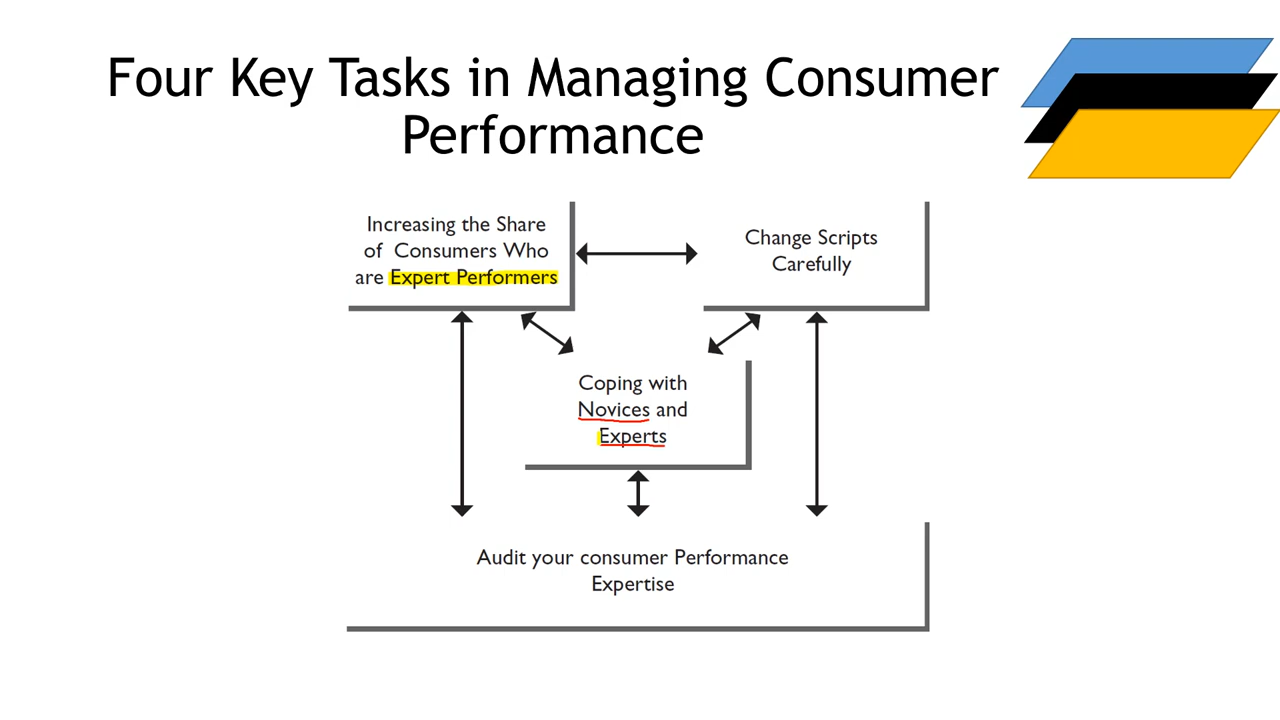 Four Key Tasks in Managing Consumer
Performance
Increasing the Share
of Consumers Who
are Expert Performers
Change Scripts
Carefully
Coping with
Novices and
Experts
Audit your consumer Performance
Expertise